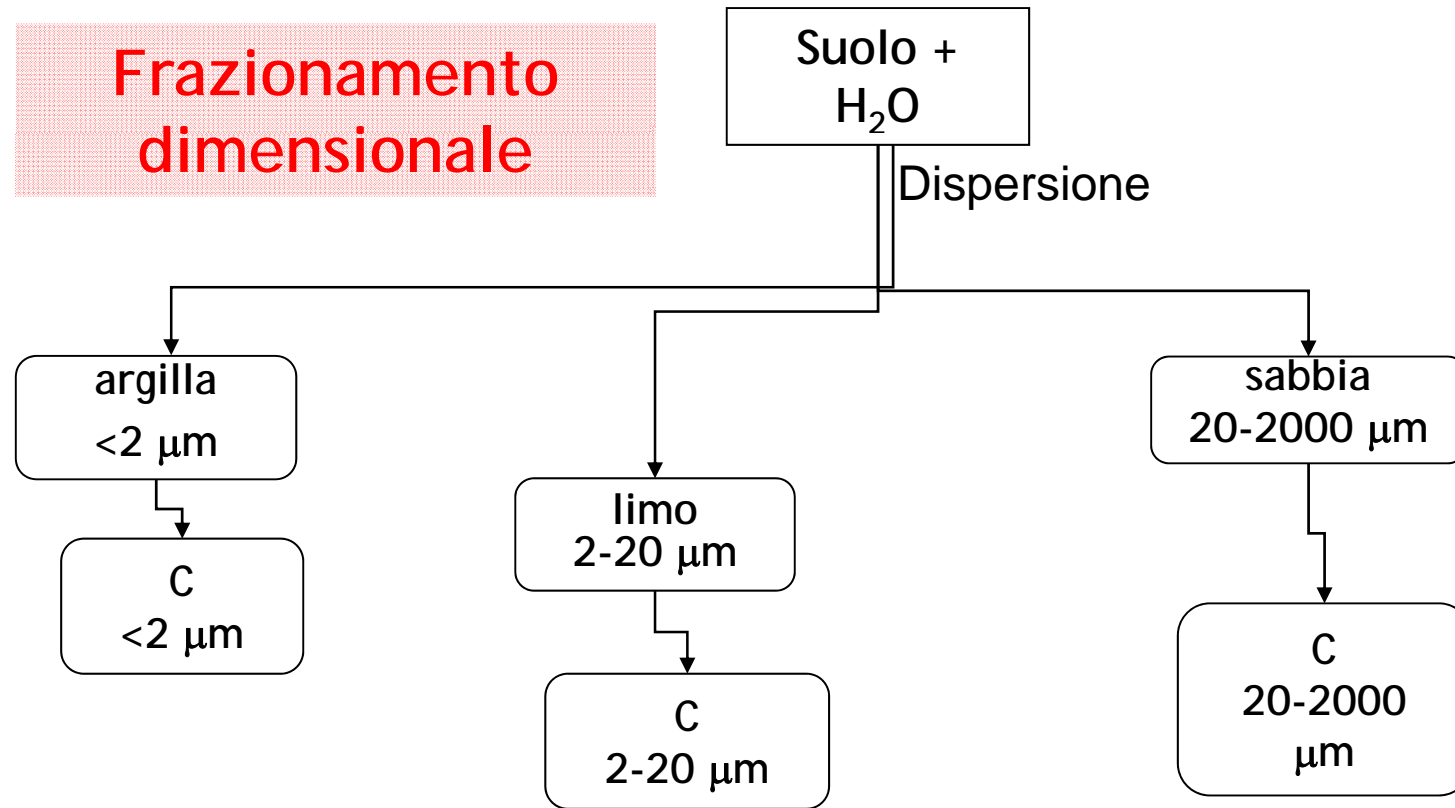 Frazionamento
dimensionale
Suolo +
H₂O
Dispersione
argilla
<2 μm
C
<2 μm
limo
2-20 μm
C
2-20 μm
sabbia
20-2000 μm
C
20-2000
μm